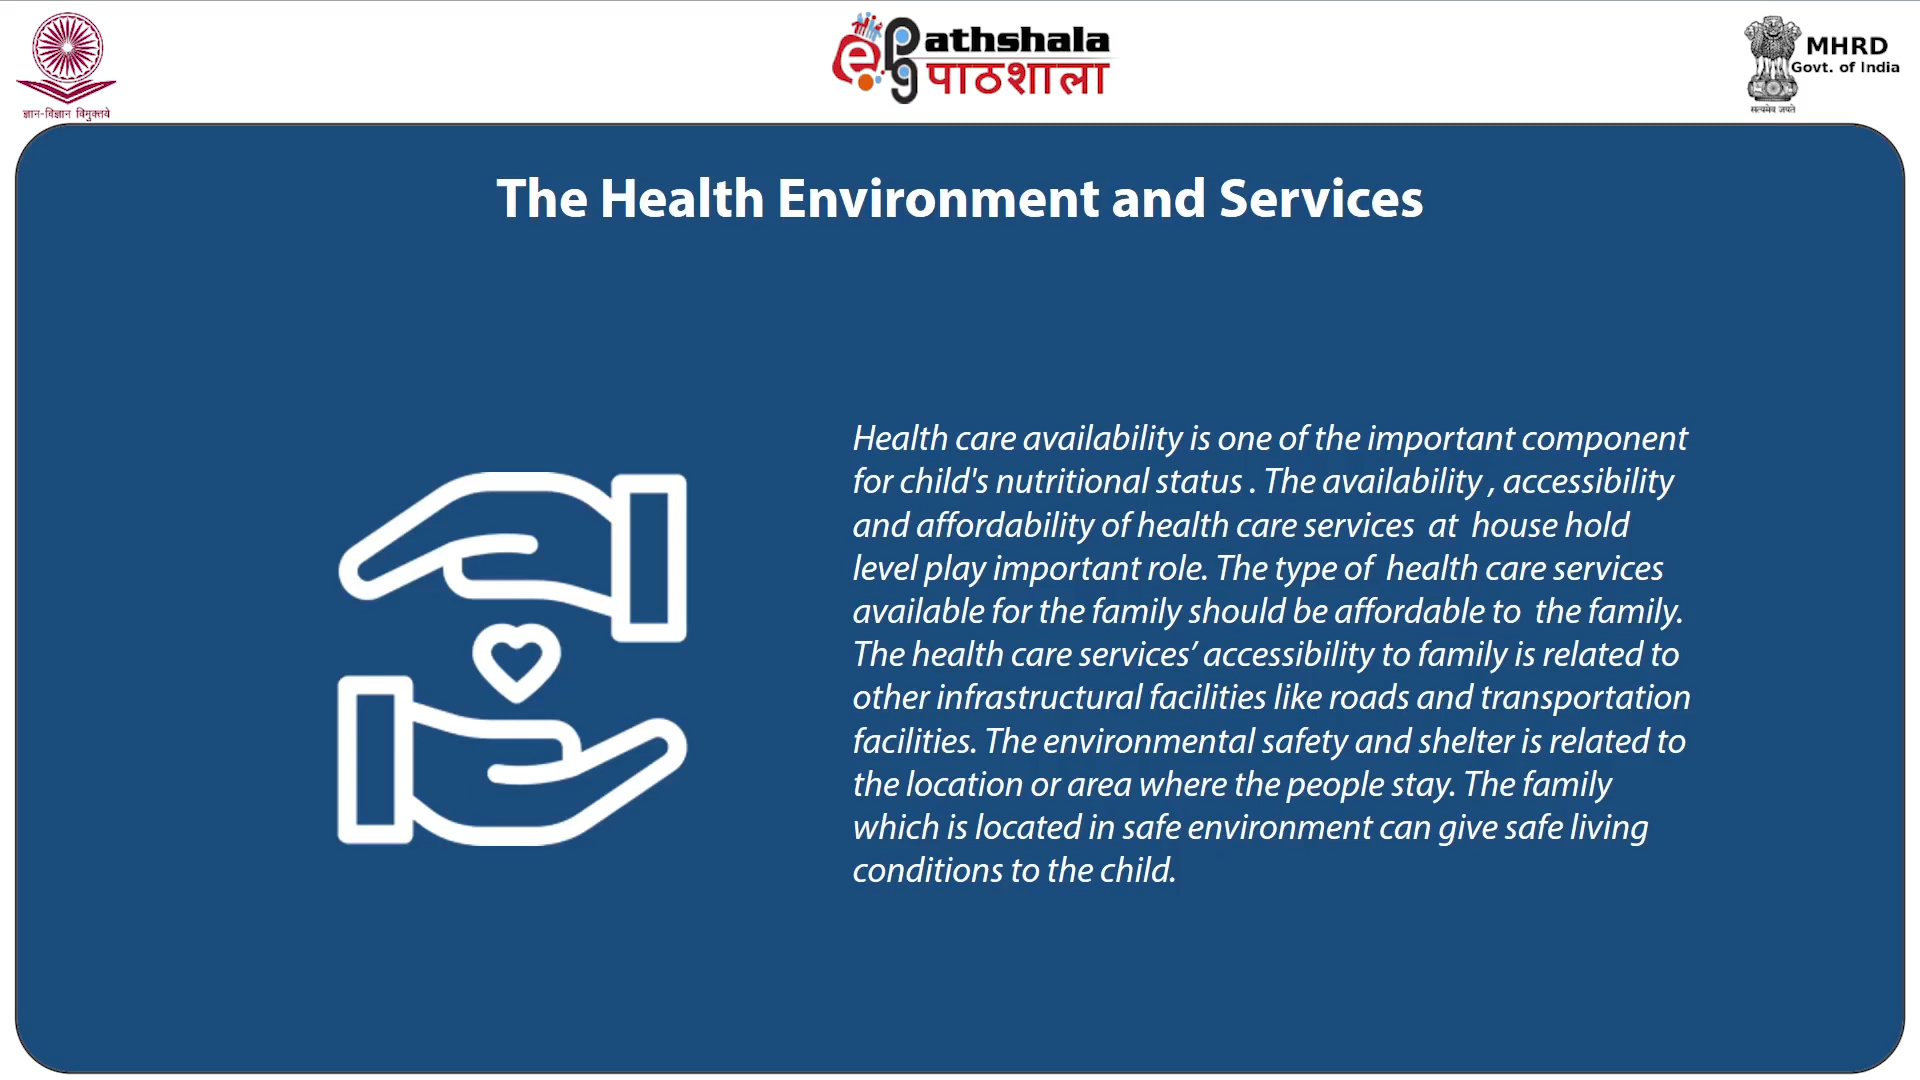 ज्ञान-विज्ञान विमुक्तये
e PG Pathshala
पाठशाला
MHRD
Govt. of India
सत्यमेव जयते
The Health Environment and Services
Health care availability is one of the important component
for child's nutritional status . The availability , accessibility
and affordability of health care services  at  house hold
level play important role. The type of  health care services
available for the family should be affordable to  the family.
The health care services’ accessibility to family is related to
other infrastructural facilities like roads and transportation
facilities. The environmental safety and shelter is related to
the location or area where the people stay. The family
which is located in safe environment can give safe living
conditions to the child.